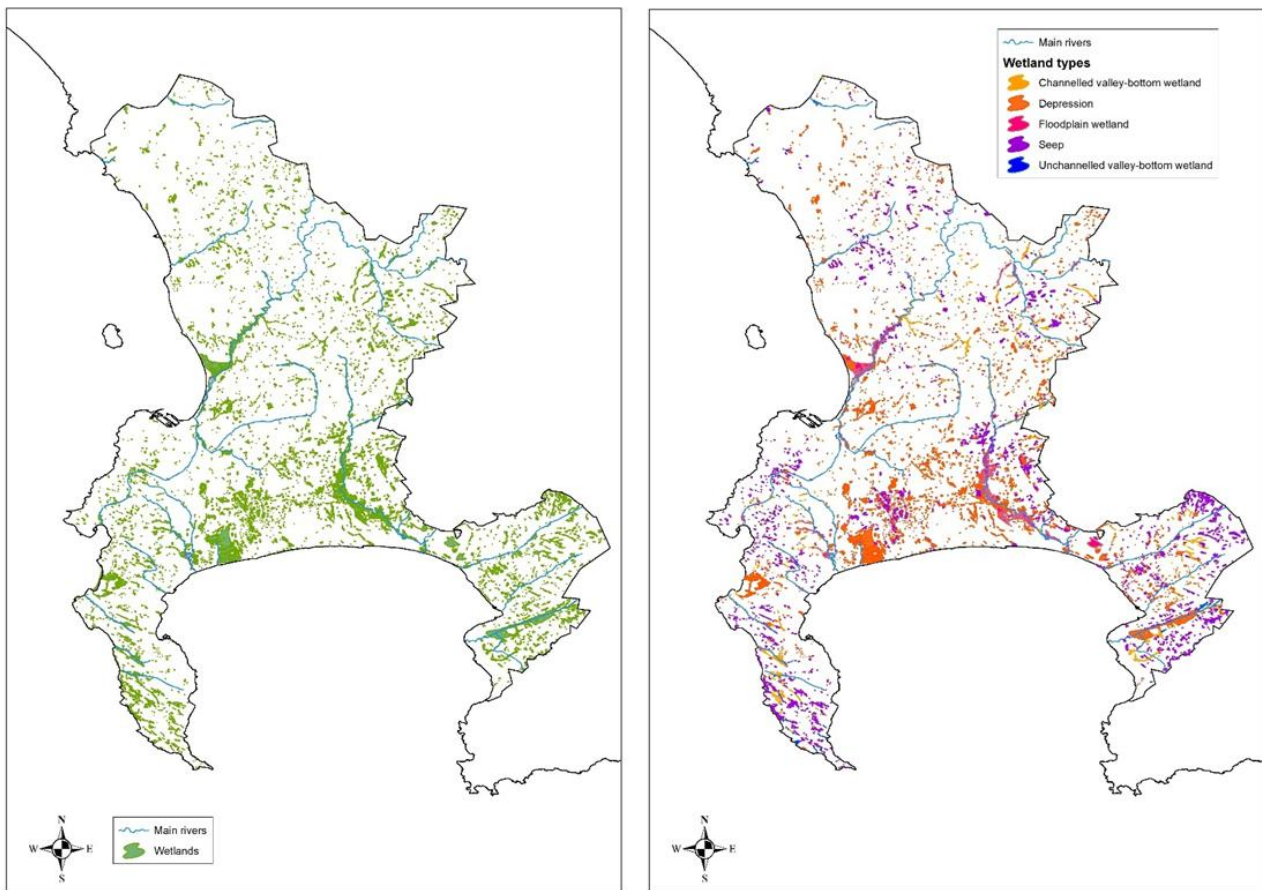 N
W E
S
Main rivers
Wetlands
Main rivers
Wetland types
Channelled valley-bottom wetland
Depression
Floodplain wetland
Seep
Unchannelled valley-bottom wetland
N
W E
S